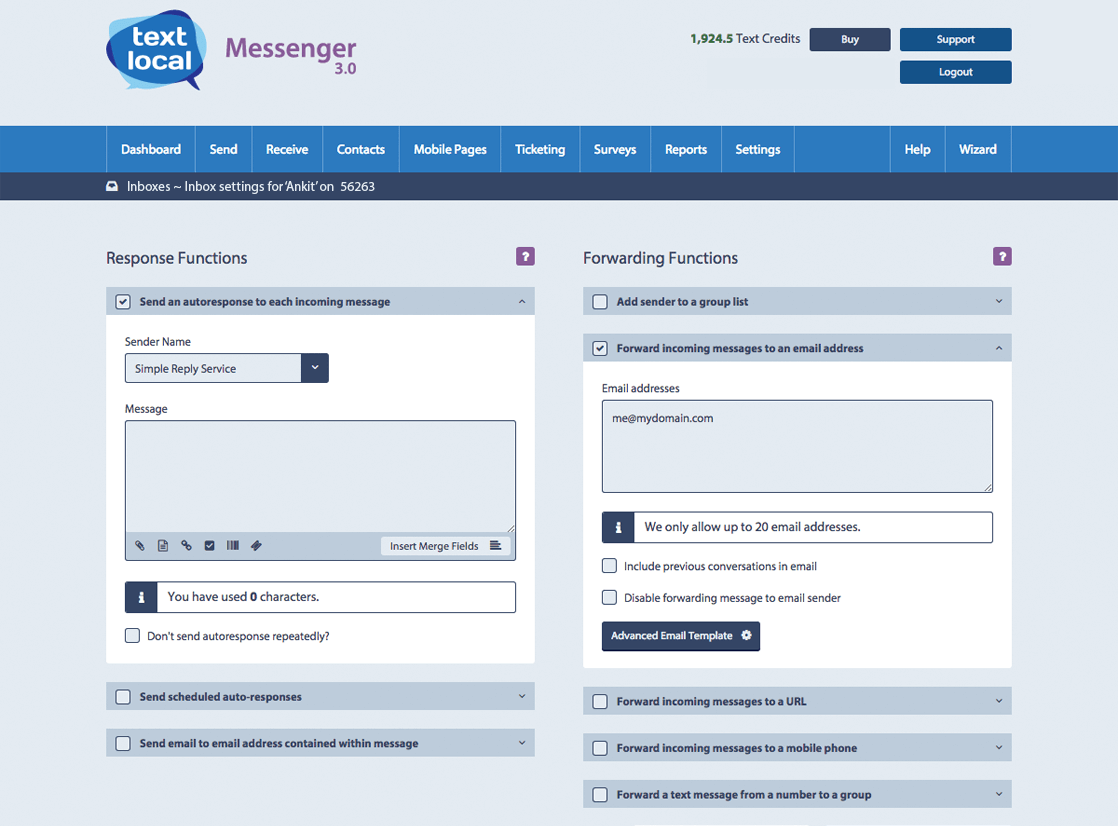 text
local
Messenger
3.0
1,924.5 Text Credits
Buy
Support
Logout
Dashboard
Send
Receive
Contacts
Mobile Pages
Ticketing
Surveys
Reports
Settings
Help
Wizard
Inboxes ~ Inbox settings for 'Ankit' on 56263
Response Functions
?
Send an autoresponse to each incoming message
Sender Name
Simple Reply Service
Message
Insert Merge Fields
i
You have used 0 characters.
Don't send autoresponse repeatedly?
Send scheduled auto-responses
Send email to email address contained within message
Forwarding Functions
?
Add sender to a group list
Forward incoming messages to an email address
Email addresses
me@mydomain.com
i
We only allow up to 20 email addresses.
Include previous conversations in email
Disable forwarding message to email sender
Advanced Email Template
Forward incoming messages to a URL
Forward incoming messages to a mobile phone
Forward a text message from a number to a group